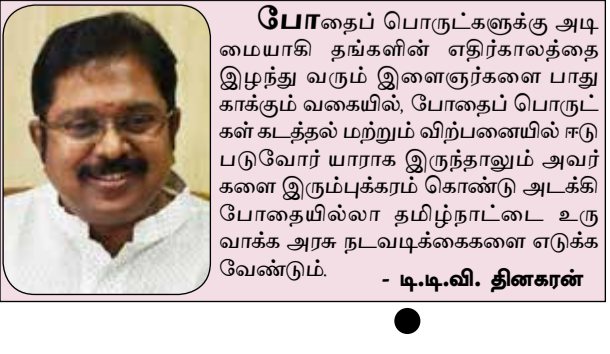 போதைப் பொருட்களுக்கு அடி
மையாகி தங்களின் எதிர்காலத்தை
இழந்து வரும் இளைஞர்களை பாது
காக்கும் வகையில், போதைப் பொருட்
கள் கடத்தல் மற்றும் விற்பனையில் ஈடு
படுவோர் யாராக இருந்தாலும் அவர்
களை இரும்புக்கரம் கொண்டு அடக்கி
போதையில்லா தமிழ்நாட்டை உரு
வாக்க அரசு நடவடிக்கைகளை எடுக்க
வேண்டும்.
- டி.டி.வி. தினகரன்